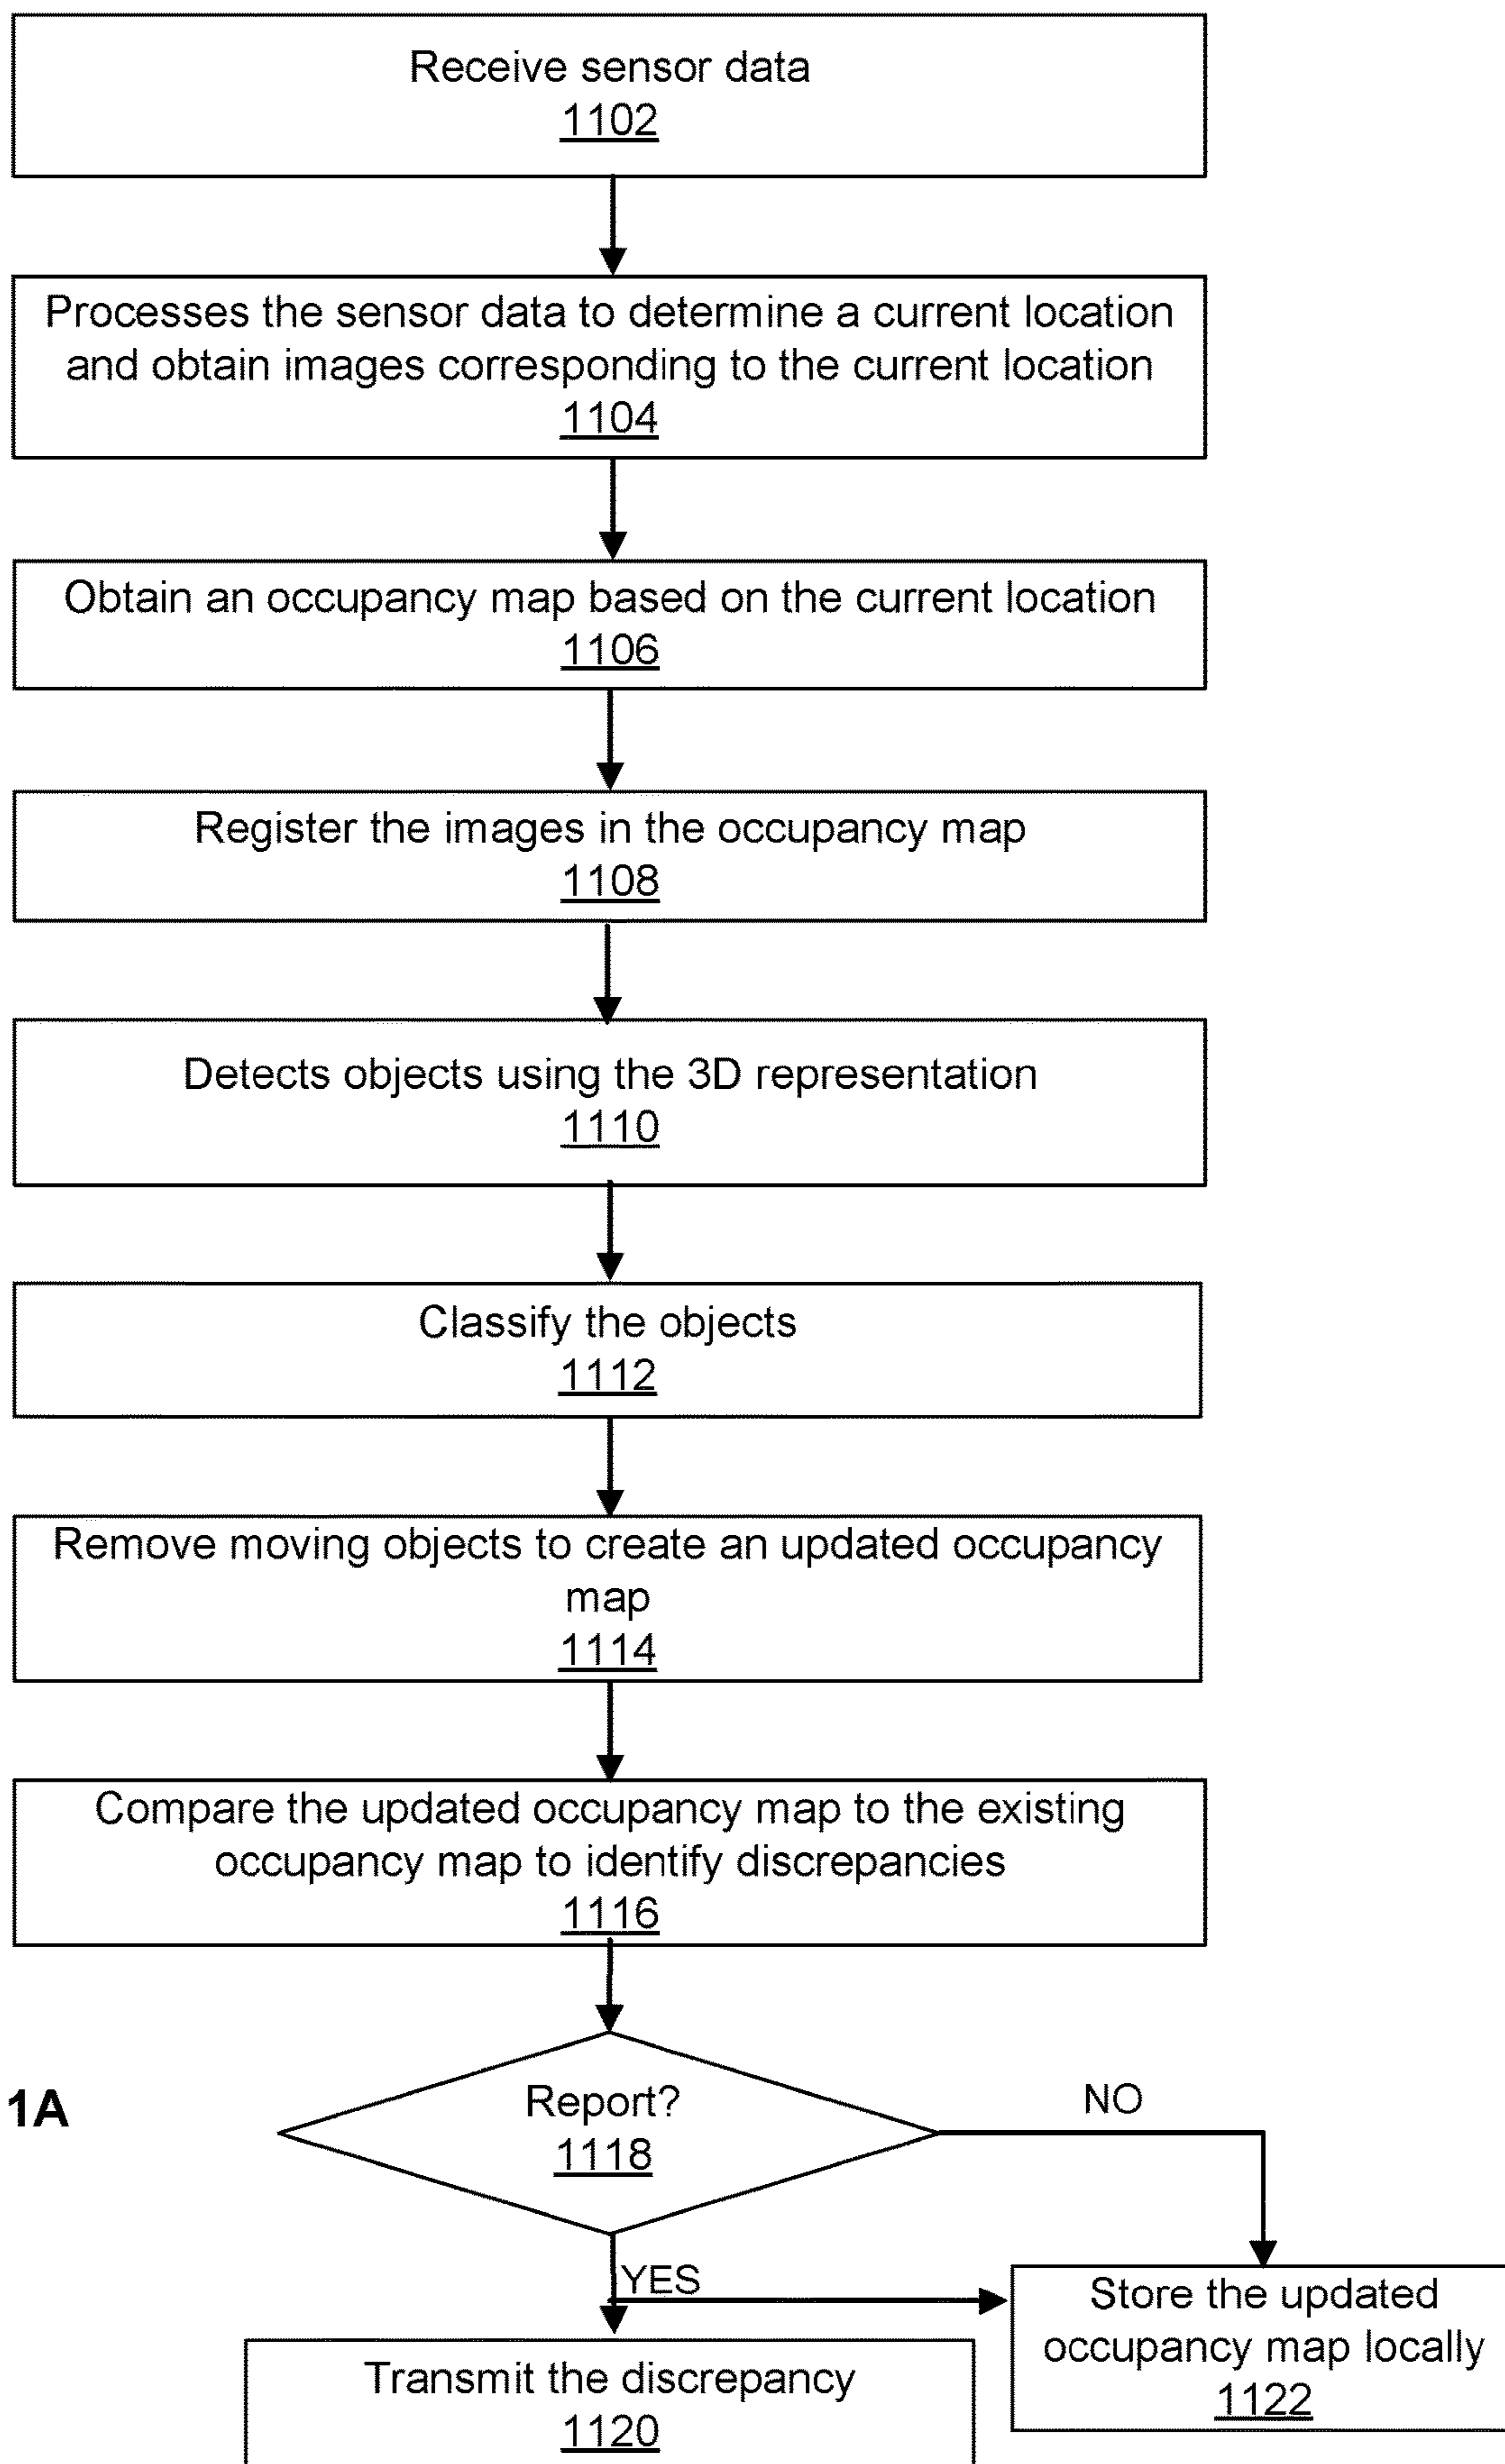 Receive sensor data
1102
Processes the sensor data to determine a current location
and obtain images corresponding to the current location
1104
Obtain an occupancy map based on the current location
1106
Register the images in the occupancy map
1108
Detects objects using the 3D representation
1110
Classify the objects
1112
Remove moving objects to create an updated occupancy
map
1114
Compare the updated occupancy map to the existing
occupancy map to identify discrepancies
1116
1A
Report?
1118
NO
YES
Store the updated
occupancy map locally
1122
Transmit the discrepancy
1120